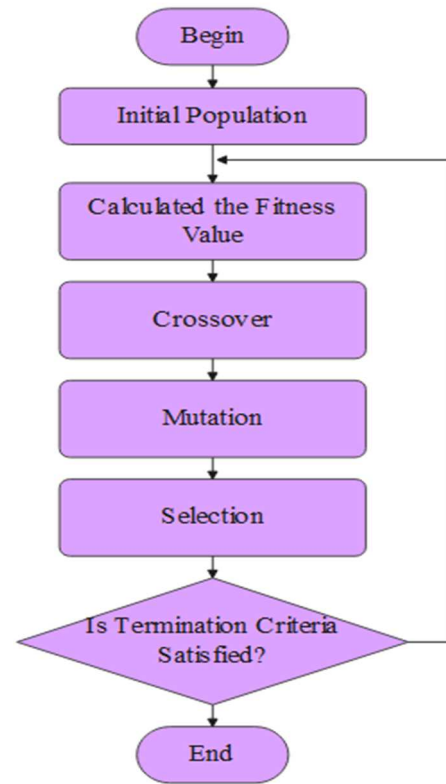 Begin
Initial Population
Calculated the Fitness
Value
Crossover
Mutation
Selection
Is Termination Criteria
Satisfied?
End